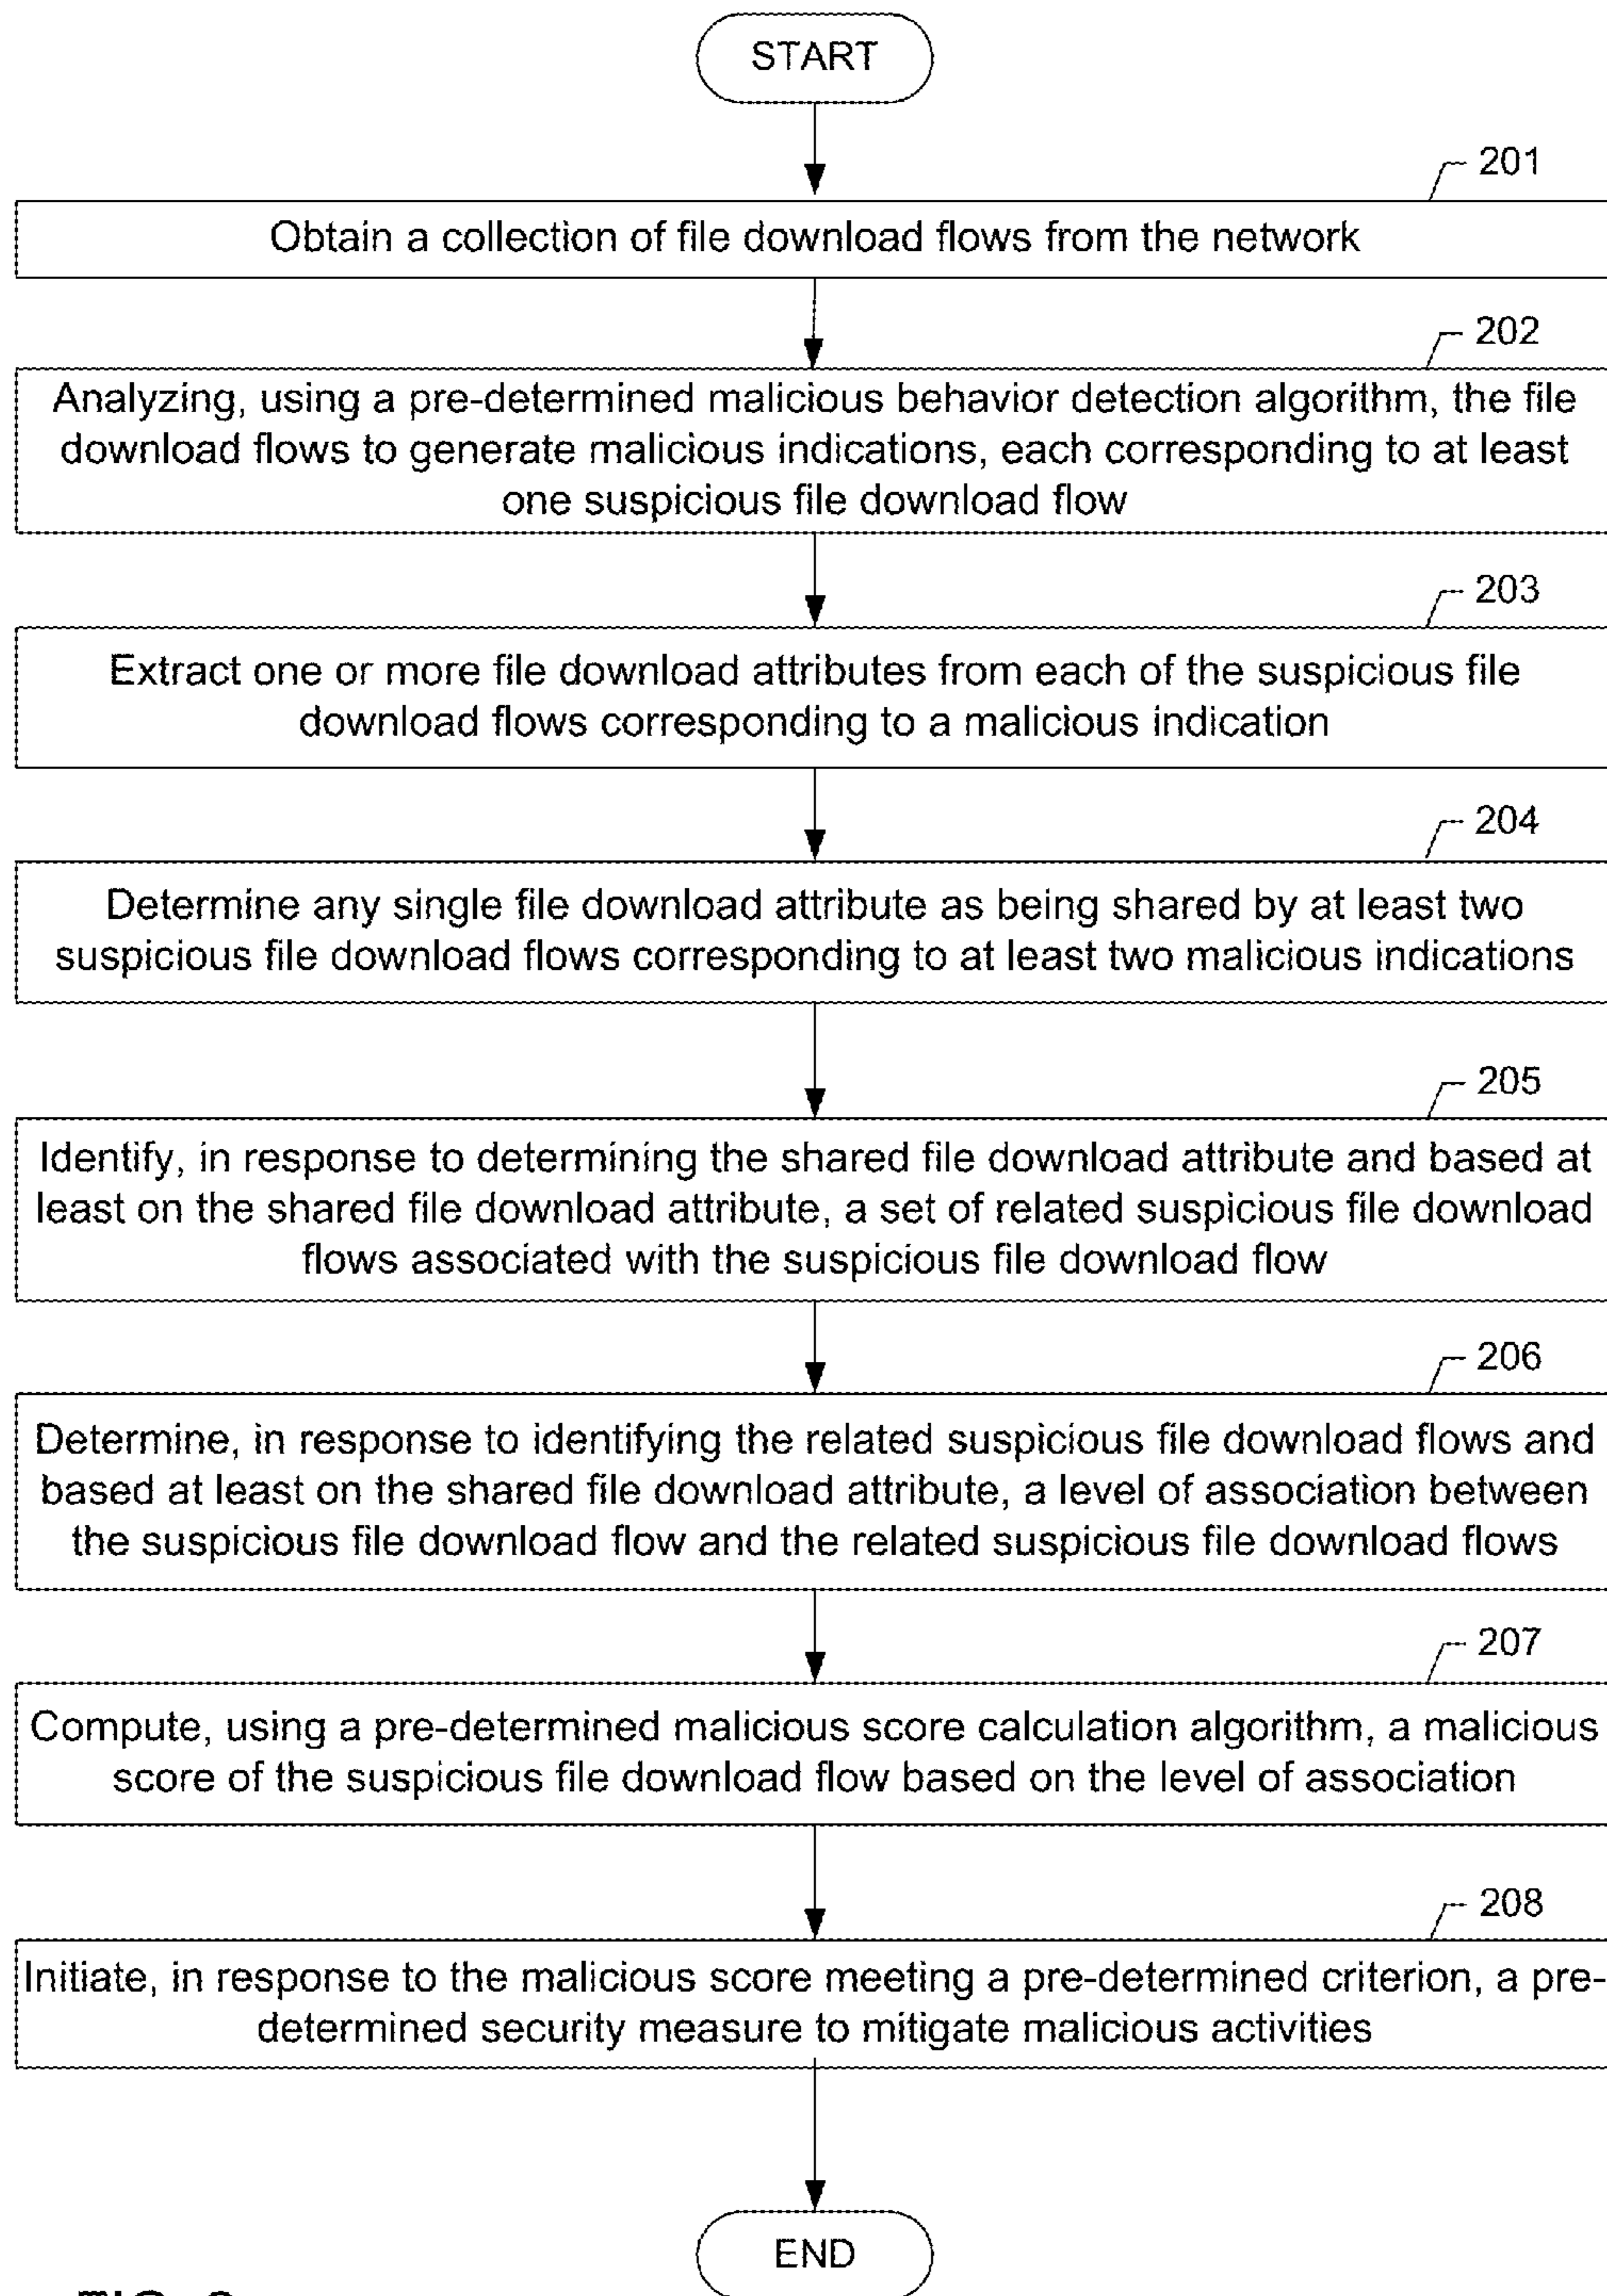 START
201
Obtain a collection of file download flows from the network
202
Analyzing, using a pre-determined malicious behavior detection algorithm, the file
download flows to generate malicious indications, each corresponding to at least
one suspicious file download flow
203
Extract one or more file download attributes from each of the suspicious file
download flows corresponding to a malicious indication
204
Determine any single file download attribute as being shared by at least two
suspicious file download flows corresponding to at least two malicious indications
205
Identify, in response to determining the shared file download attribute and based at
least on the shared file download attribute, a set of related suspicious file download
flows associated with the suspicious file download flow
206
Determine, in response to identifying the related suspicious file download flows and
based at least on the shared file download attribute, a level of association between
the suspicious file download flow and the related suspicious file download flows
207
Compute, using a pre-determined malicious score calculation algorithm, a malicious
score of the suspicious file download flow based on the level of association
208
Initiate, in response to the malicious score meeting a pre-determined criterion, a pre-
determined security measure to mitigate malicious activities
END